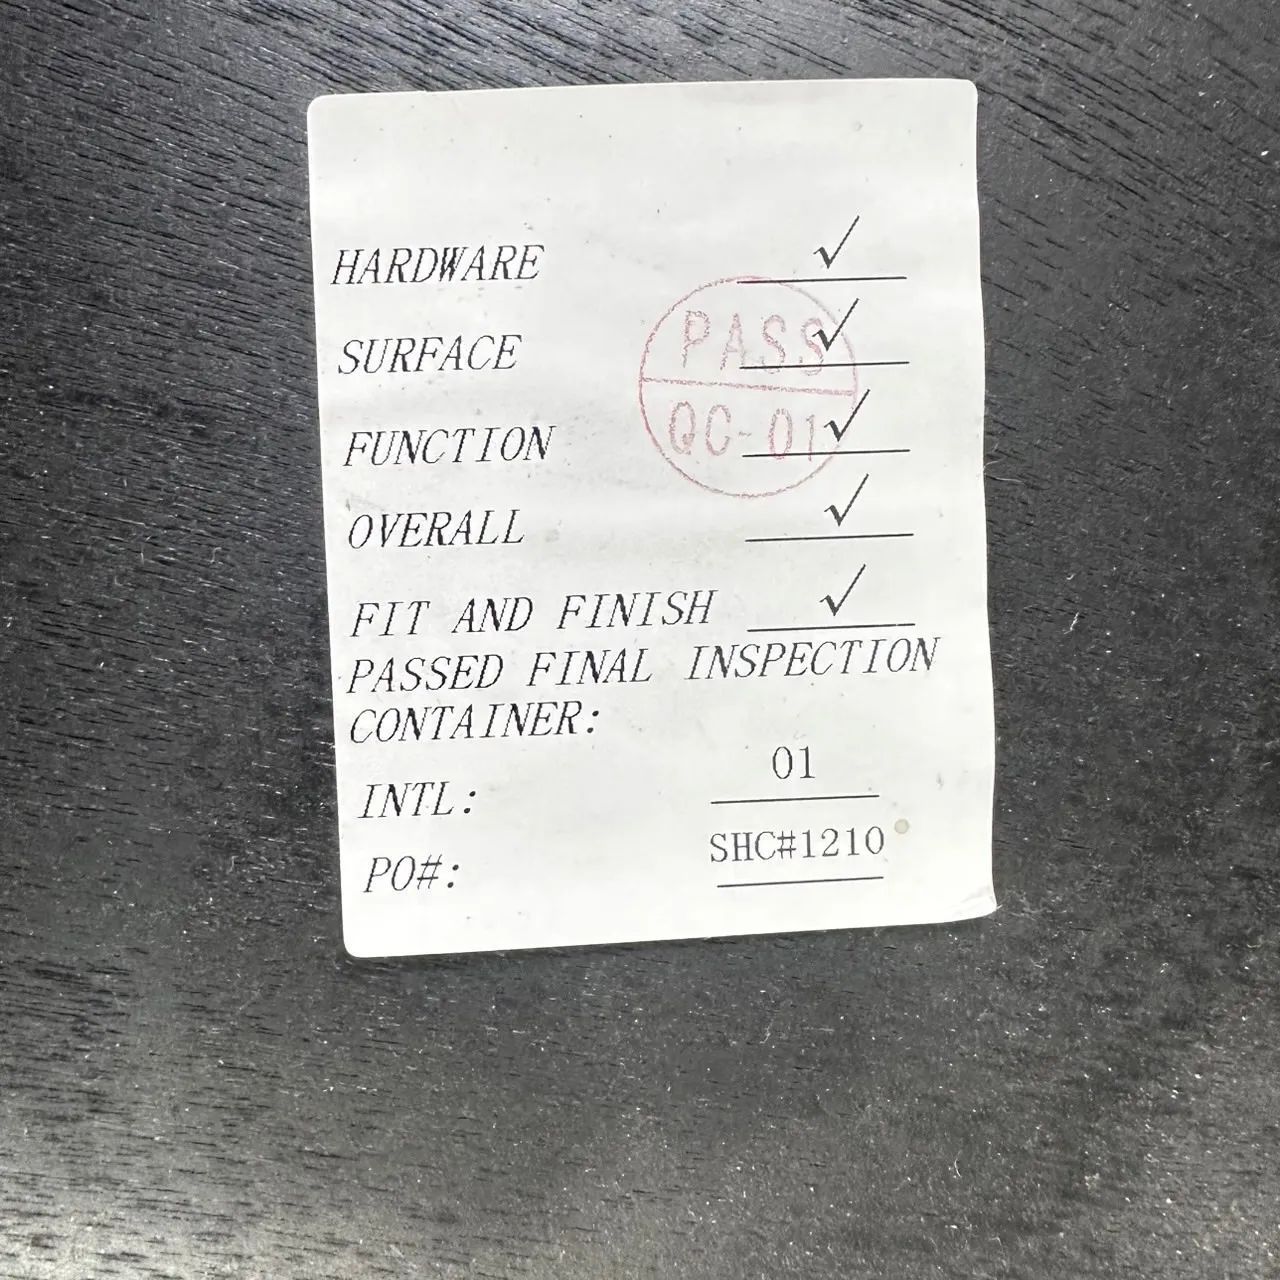 HARDWARE ✓
SURFACE ✓
FUNCTION ✓
OVERALL ✓
FIT AND FINISH ✓
PASSED FINAL INSPECTION
CONTAINER:
INTL: 01
PO#: SHC#1210
PASS
QC-01